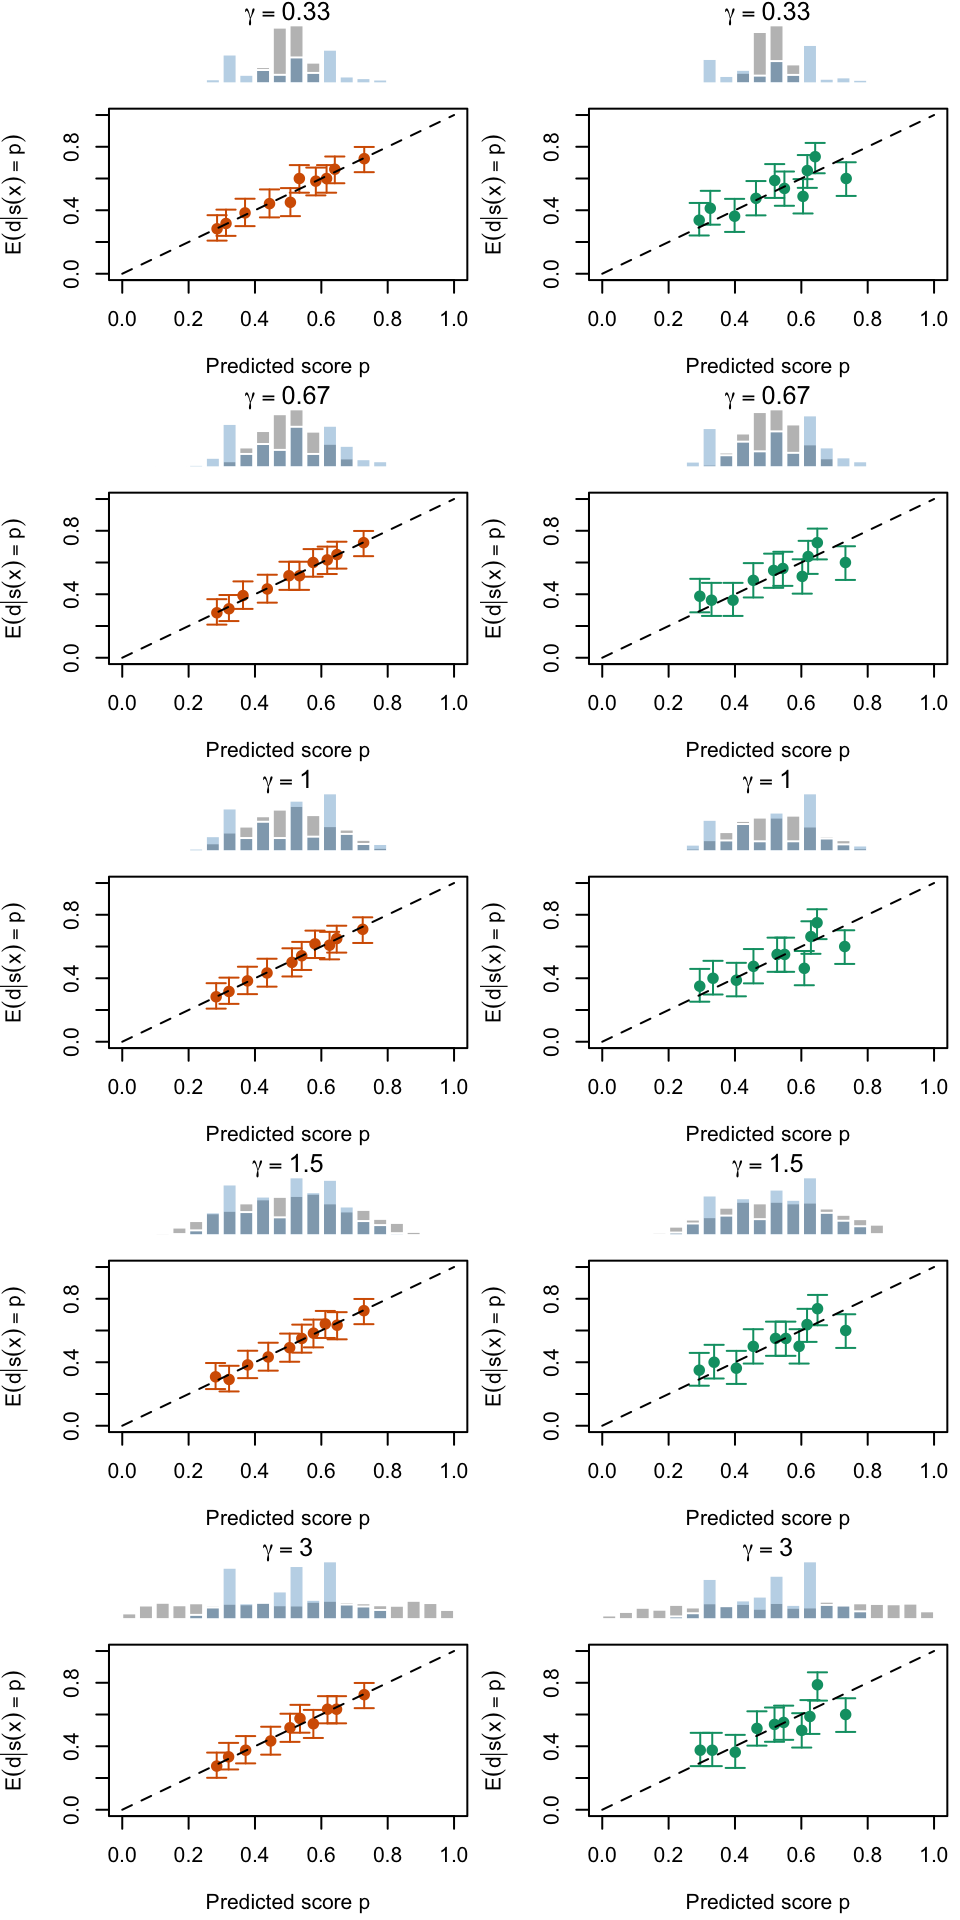 γ = 0.33 γ = 0.33
E(d|s(x) = p) 0.0 0.4 0.8 E(d|s(x) = p) 0.0 0.4 0.8
0.0 0.2 0.4 0.6 0.8 1.0 0.0 0.2 0.4 0.6 0.8 1.0
Predicted score p Predicted score p
γ = 0.67 γ = 0.67
E(d|s(x) = p) 0.0 0.4 0.8 E(d|s(x) = p) 0.0 0.4 0.8
0.0 0.2 0.4 0.6 0.8 1.0 0.0 0.2 0.4 0.6 0.8 1.0
Predicted score p Predicted score p
γ = 1 γ = 1
E(d|s(x) = p) 0.0 0.4 0.8 E(d|s(x) = p) 0.0 0.4 0.8
0.0 0.2 0.4 0.6 0.8 1.0 0.0 0.2 0.4 0.6 0.8 1.0
Predicted score p Predicted score p
γ = 1.5 γ = 1.5
E(d|s(x) = p) 0.0 0.4 0.8 E(d|s(x) = p) 0.0 0.4 0.8
0.0 0.2 0.4 0.6 0.8 1.0 0.0 0.2 0.4 0.6 0.8 1.0
Predicted score p Predicted score p
γ = 3 γ = 3
E(d|s(x) = p) 0.0 0.4 0.8 E(d|s(x) = p) 0.0 0.4 0.8
0.0 0.2 0.4 0.6 0.8 1.0 0.0 0.2 0.4 0.6 0.8 1.0
Predicted score p Predicted score p